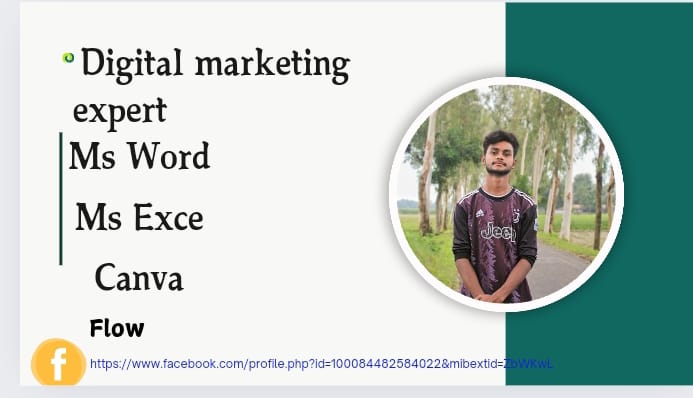 Digital marketing
expert
Ms Word
Ms Exce
Canva
Flow
https://www.facebook.com/profile.php?id=100084482584022&mibextid=ZbWKwL
Jeep